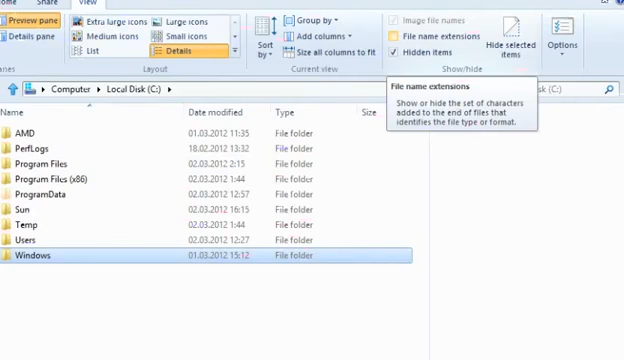 Home Share View
Preview pane
Details pane
Panes
Extra large icons
Large icons
Medium icons
Small icons
List
Details
Layout
Sort by
Group by
Add columns
Size all columns to fit
Current view
Image file names
File name extensions
Hidden items
Hide selected items
Show/hide
Options
File name extensions
Show or hide the set of characters
added to the end of files that
identifies the file type or format.
Computer Local Disk (C:)
(C:)
Name Date modified Type Size
AMD 01.03.2012 11:35 File folder
PerfLogs 18.02.2012 13:32 File folder
Program Files 02.03.2012 2:15 File folder
Program Files (x86) 02.03.2012 1:44 File folder
ProgramData 02.03.2012 12:57 File folder
Sun 02.03.2012 16:15 File folder
Temp 02.03.2012 1:44 File folder
Users 02.03.2012 12:27 File folder
Windows 01.03.2012 15:12 File folder